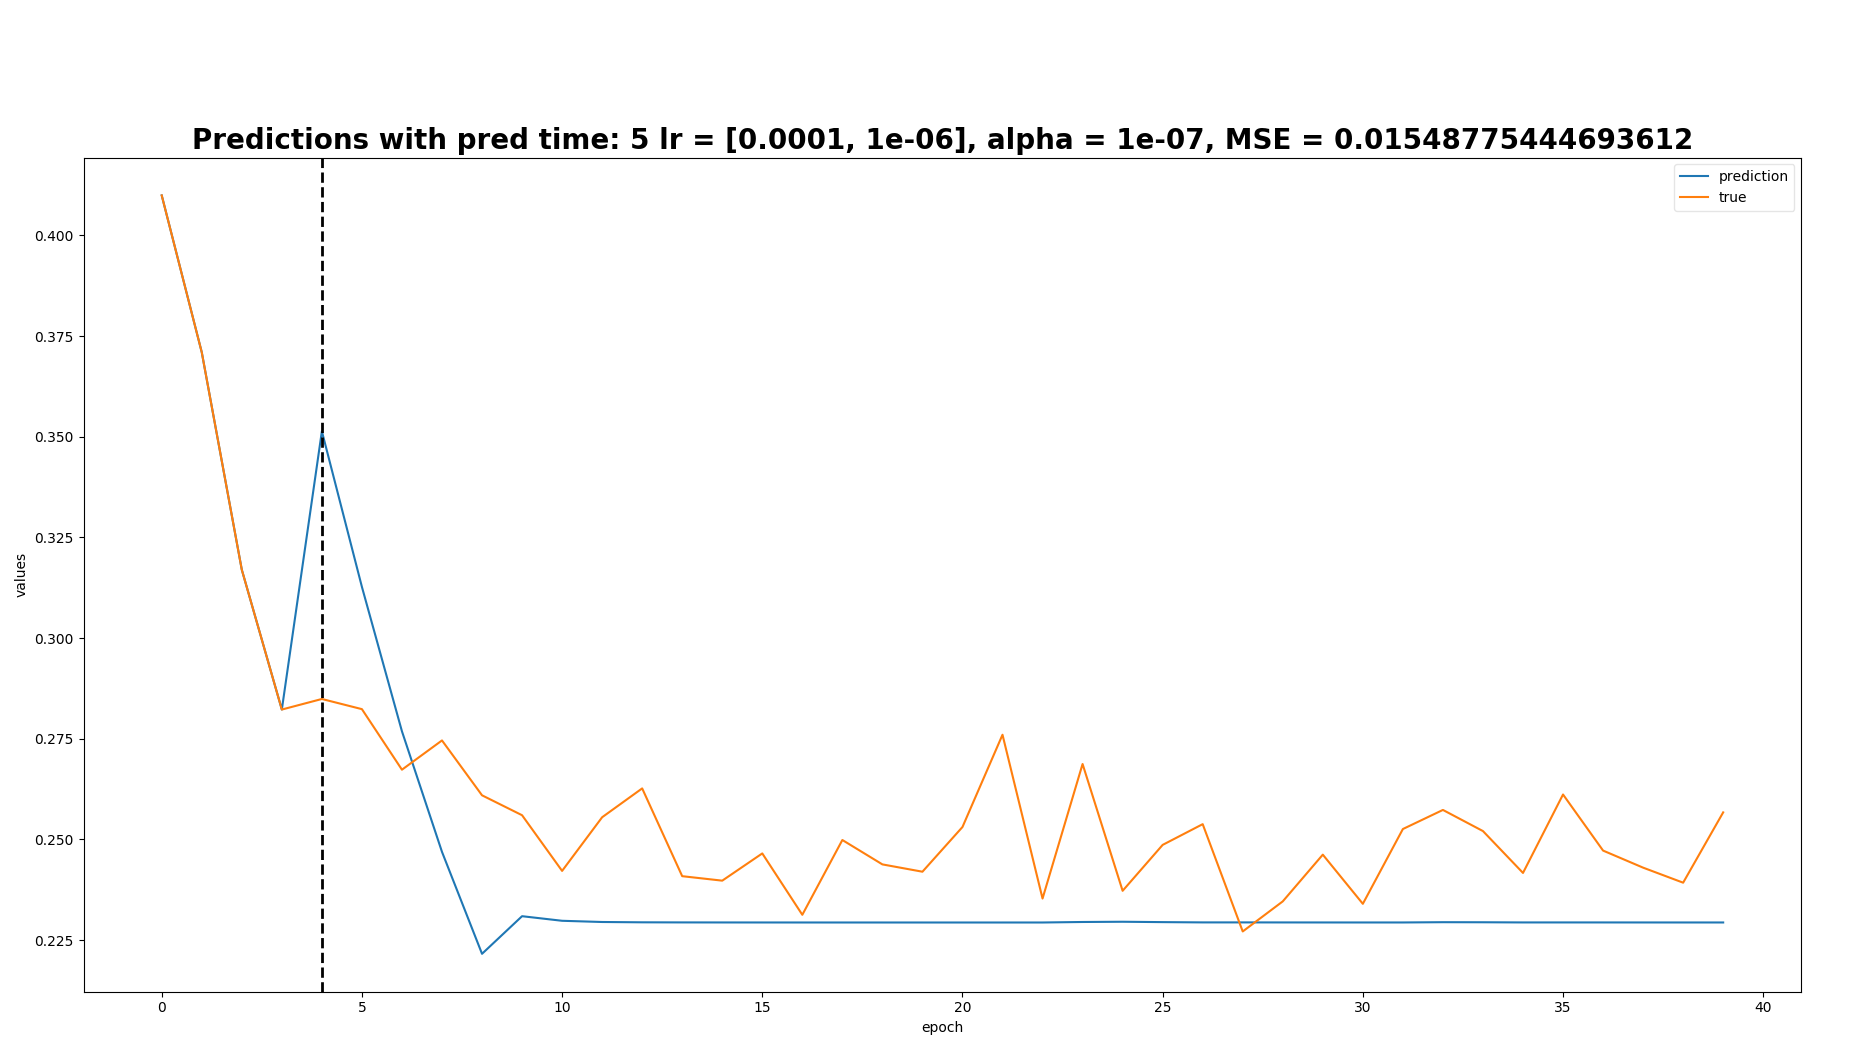 Predictions with pred time: 5 lr = [0.0001, 1e-06], alpha = 1e-07, MSE = 0.01548775444693612
prediction
true
0.400
0.375
0.350
0.325
0.300
0.275
0.250
0.225
values
0 5 10 15 20 25 30 35 40
epoch